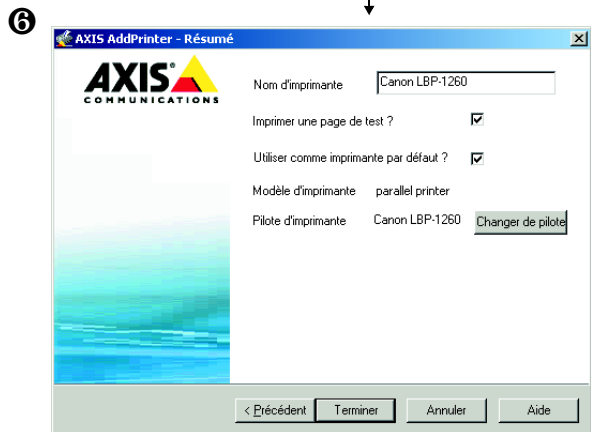 ❻
AXIS AddPrinter - Résumé
AXIS
COMMUNICATIONS
Nom d'imprimante Canon LBP-1260
Imprimer une page de test ?
Utiliser comme imprimante par défaut ?
Modèle d'imprimante parallel printer
Pilote d'imprimante Canon LBP-1260 Changer de pilote
< Précédent Terminer Annuler Aide